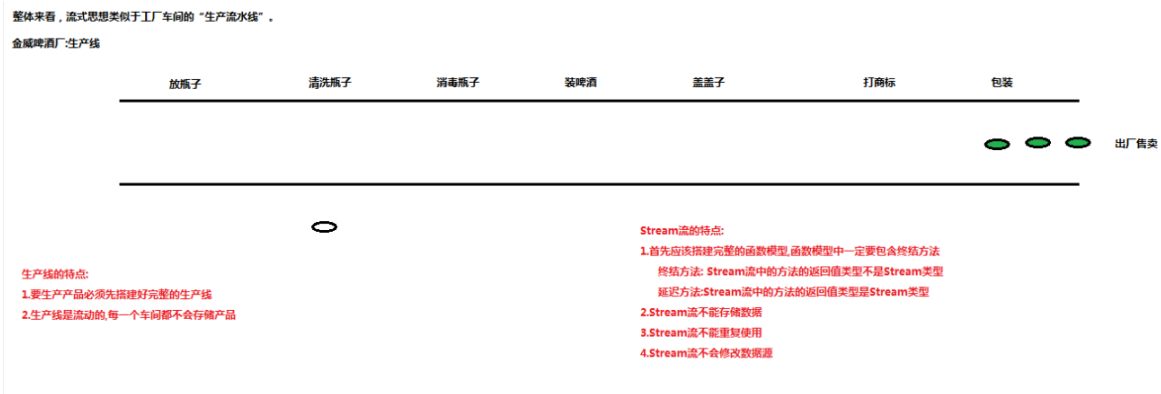 整体来看，流式思想类似于工厂车间的“生产流水线”。
金威啤酒厂:生产线
放瓶子 清洗瓶子 消毒瓶子 装啤酒 盖盖子 打商标 包装
出厂售卖
生产线的特点:
1.要生产产品必须先搭建好完整的生产线
2.生产线是流动的,每一个车间都不会存储产品
Stream流的特点:
1.首先应该搭建完整的函数模型,函数模型中一定要包含终结方法
终结方法: Stream流中的方法的返回值类型不是Stream类型
延迟方法:Stream流中的方法的返回值类型是Stream类型
2.Stream流不能存储数据
3.Stream流不能重复使用
4.Stream流不会修改数据源